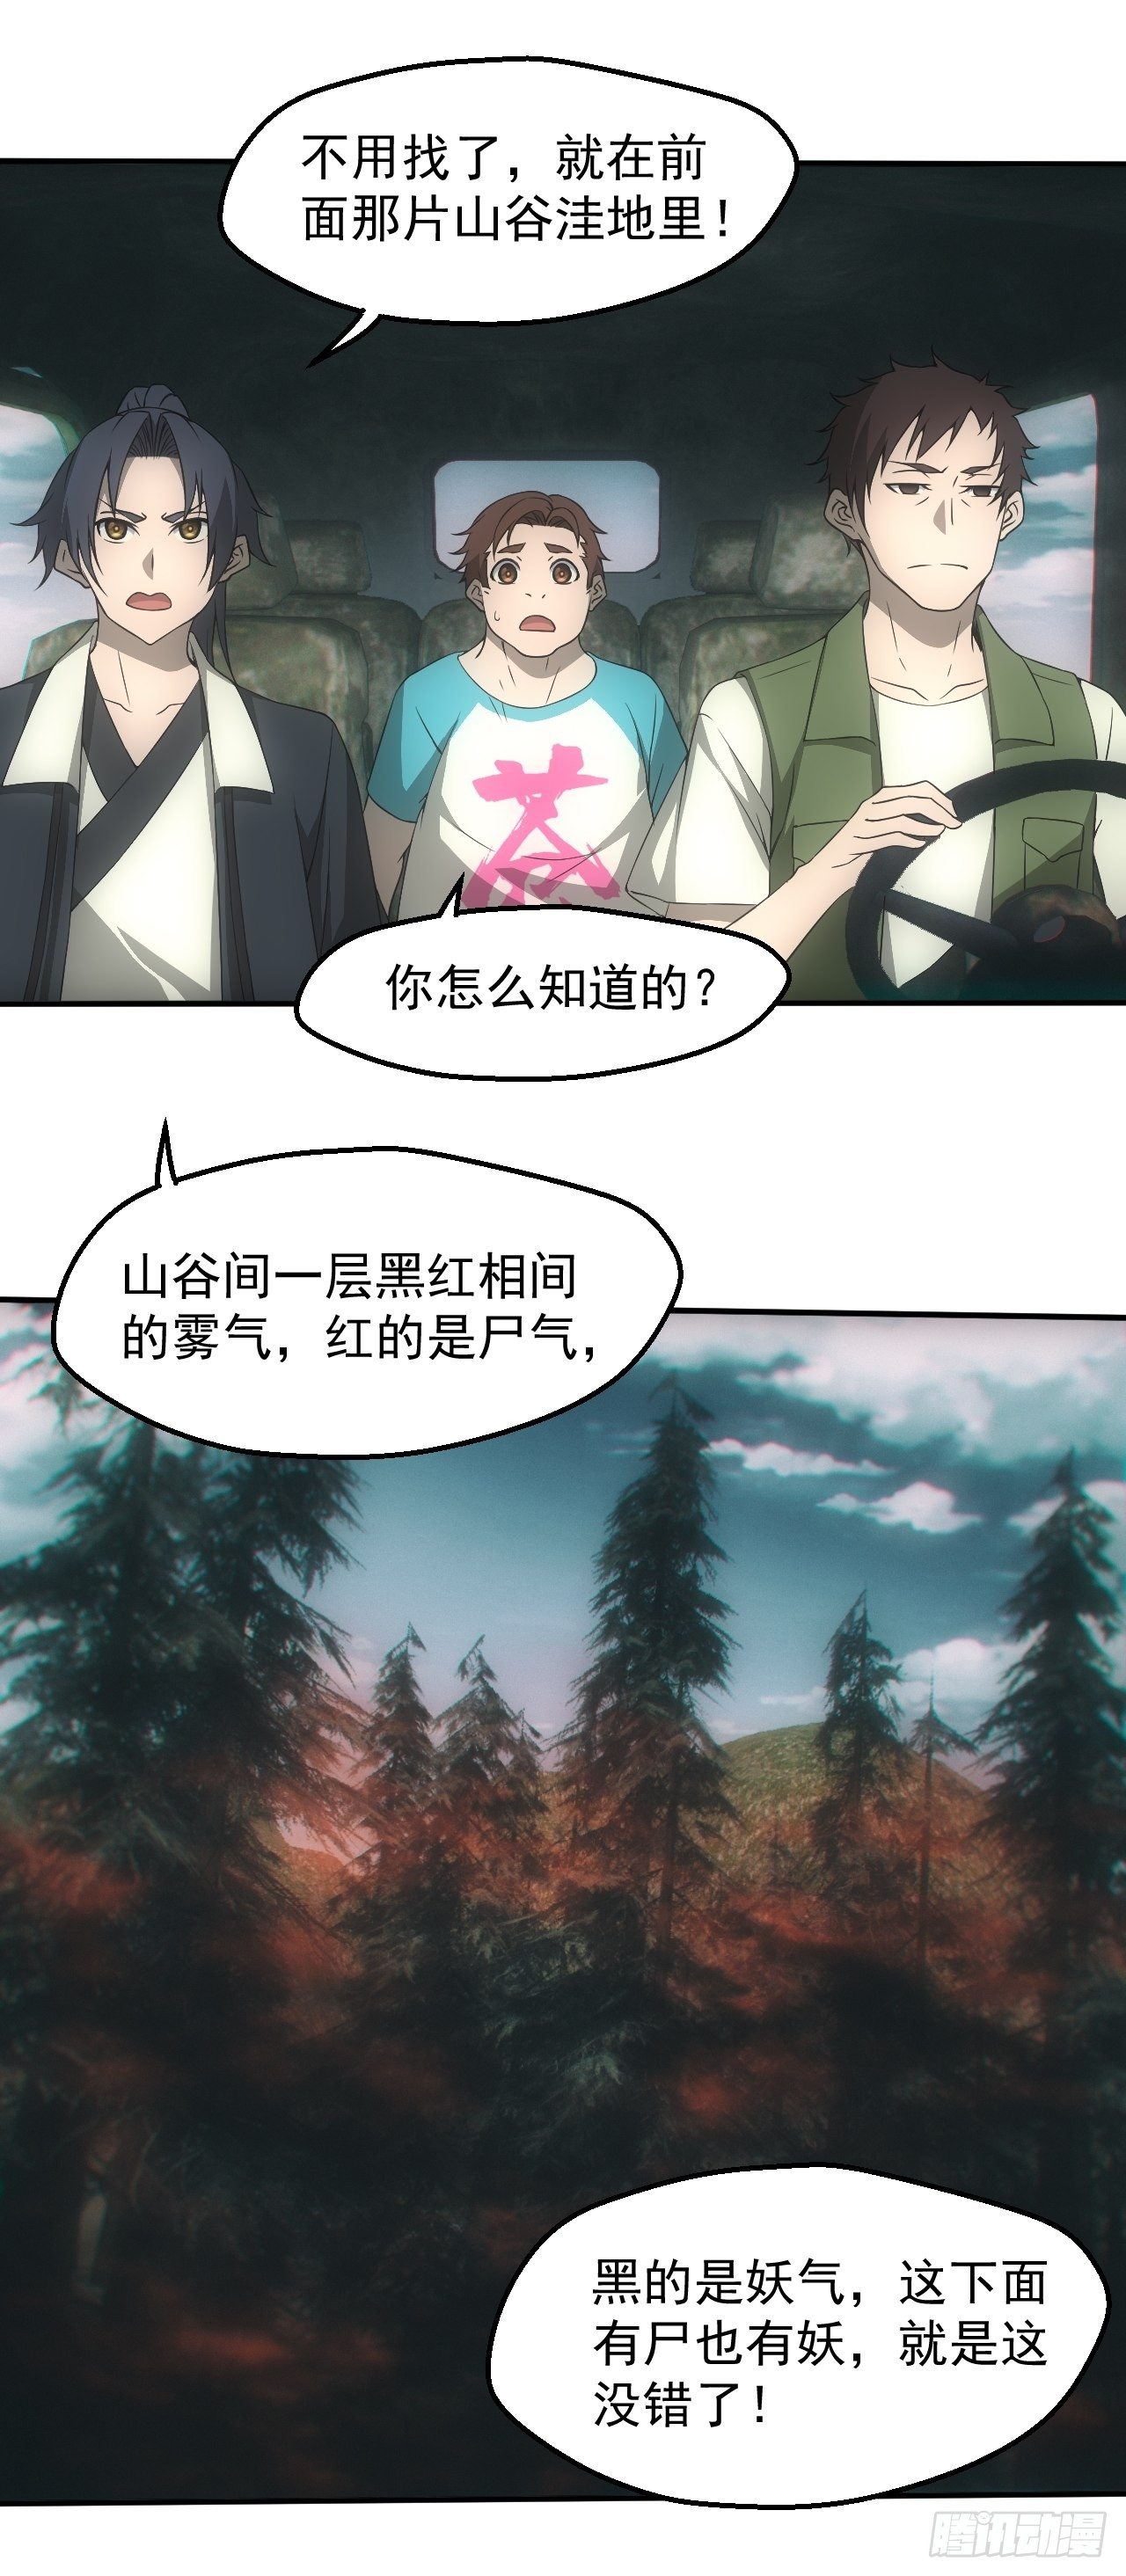 不用找了，就在前
面那片山谷洼地里！
茶
你怎么知道的？
山谷间一层黑红相间
的雾气，红的是尸气，
黑的是妖气，这下面
有尸也有妖，就是这
没错了！
腾讯动漫